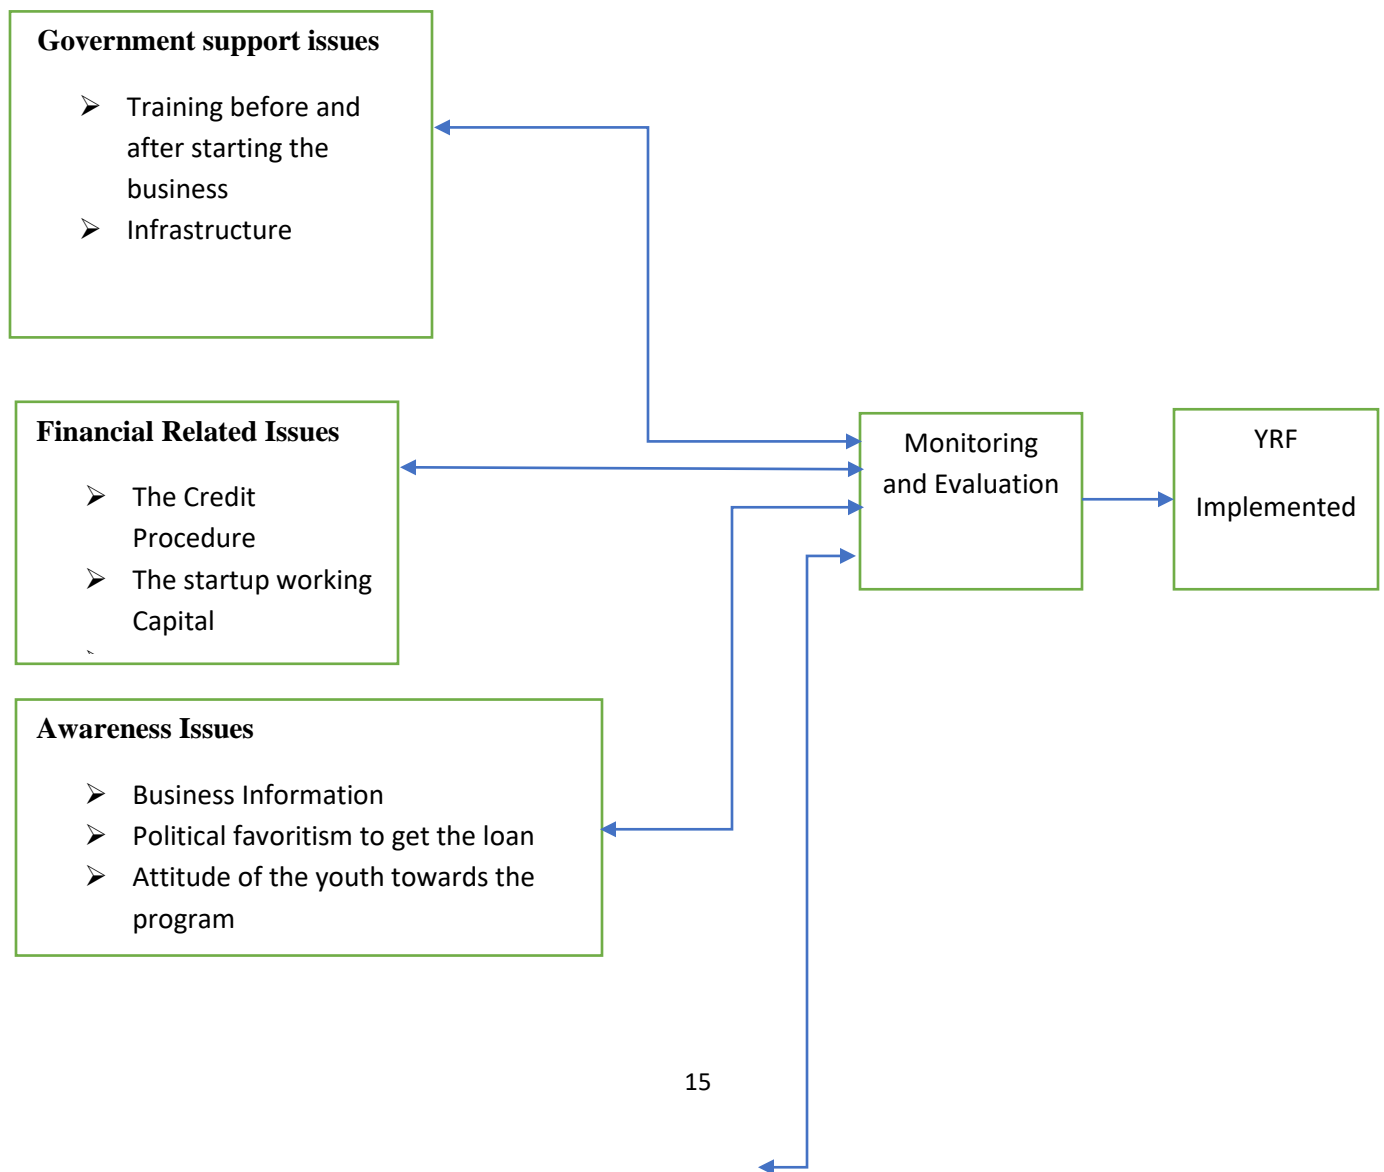 Government support issues
➢ Training before and
after starting the
business
➢ Infrastructure
Financial Related Issues
➢ The Credit
Procedure
➢ The startup working
Capital
Awareness Issues
➢ Business Information
➢ Political favoritism to get the loan
➢ Attitude of the youth towards the
program
Monitoring
and Evaluation
YRF
Implemented
15